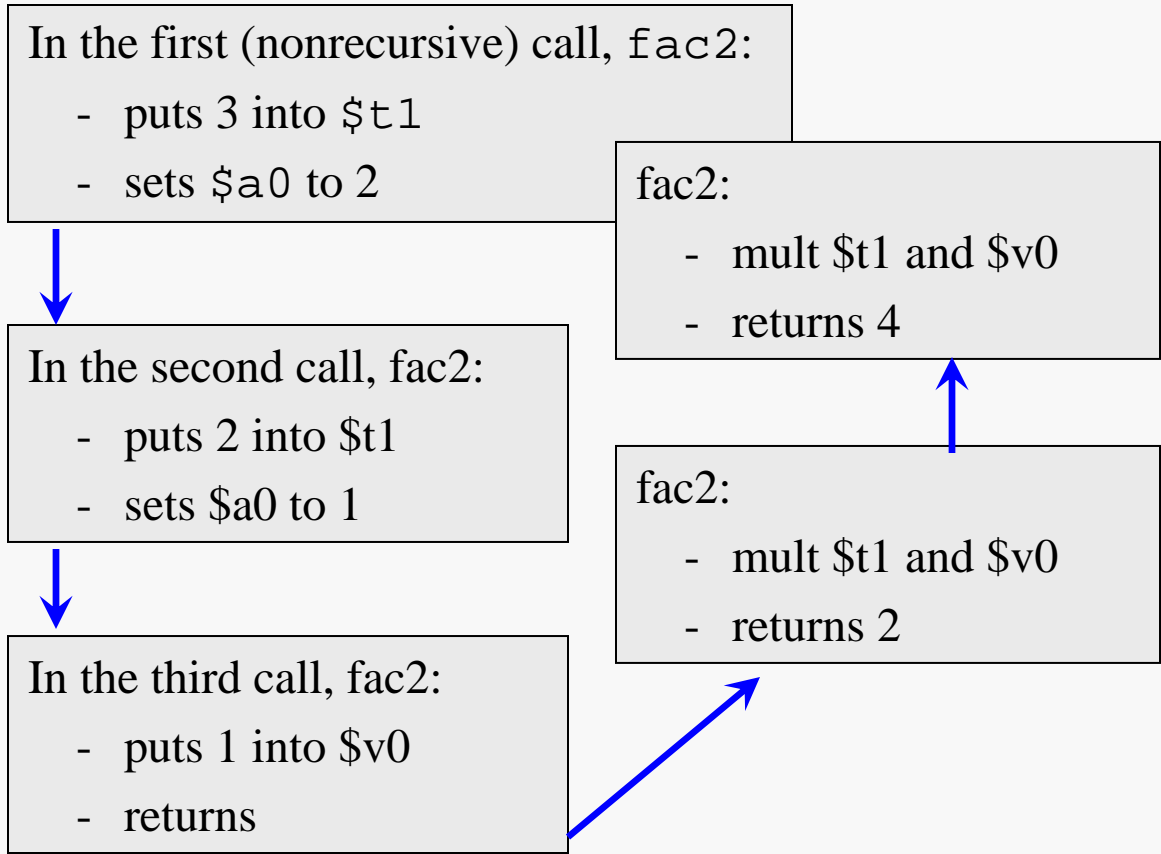 In the first (nonrecursive) call, fac2:
- puts 3 into $t1
- sets $a0 to 2
In the second call, fac2:
- puts 2 into $t1
- sets $a0 to 1
In the third call, fac2:
- puts 1 into $v0
- returns
fac2:
- mult $t1 and $v0
- returns 2
fac2:
- mult $t1 and $v0
- returns 4